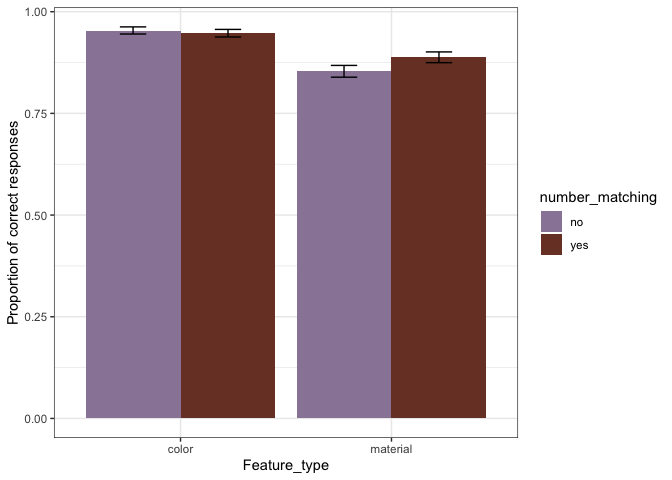 1.00
0.75
0.50
0.25
0.00
Proportion of correct responses
color
material
Feature_type
number_matching
no
yes